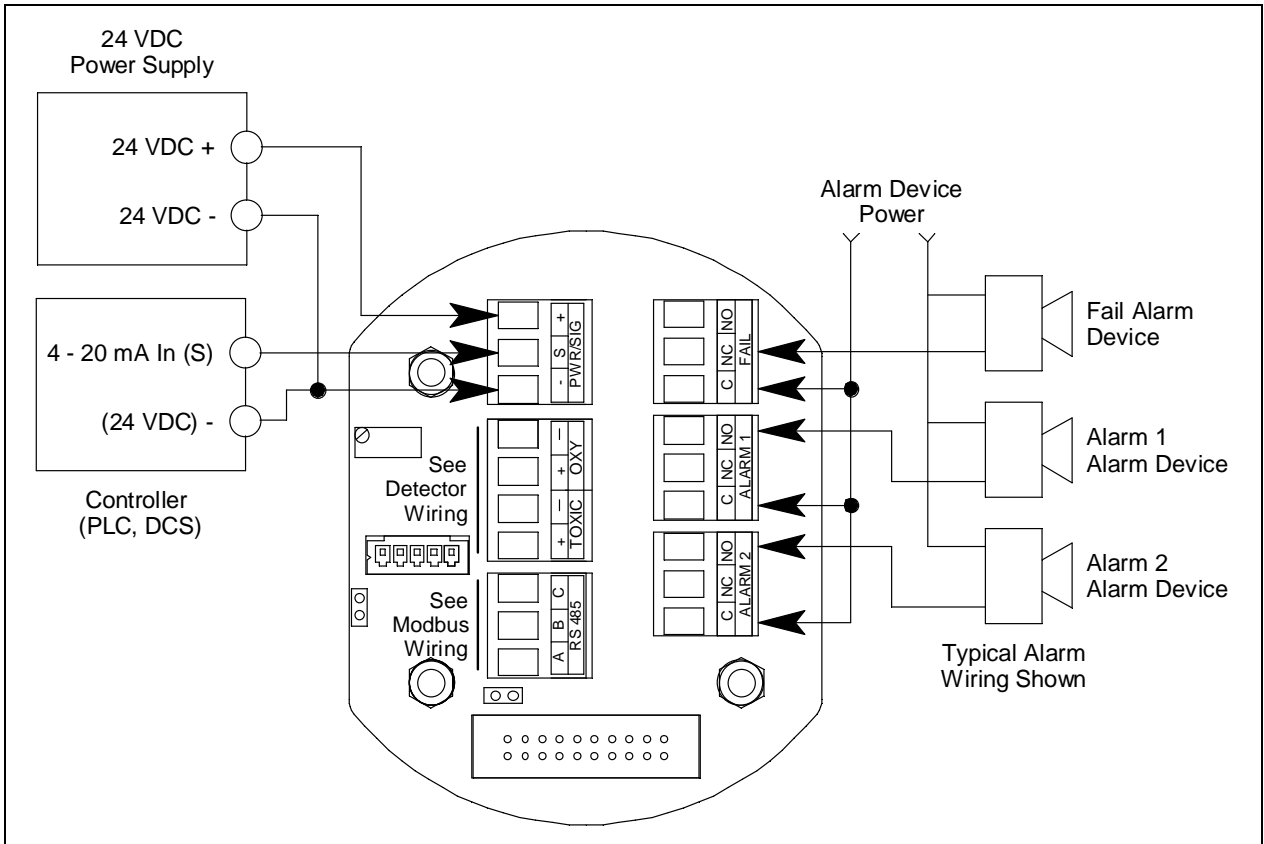 24 VDC
Power Supply
24 VDC +
24 VDC -
4 - 20 mA In (S)
(24 VDC) -
Controller
(PLC, DCS)
- S +
PWR/SIG
See
Detector
Wiring
+ − + −
TOXIC OXY
See
Modbus
Wiring
A B C
RS 485
C NC NO
FAIL
C NC NO
ALARM 1
C NC NO
ALARM 2
Alarm Device
Power
Fail Alarm
Device
Alarm 1
Alarm Device
Alarm 2
Alarm Device
Typical Alarm
Wiring Shown